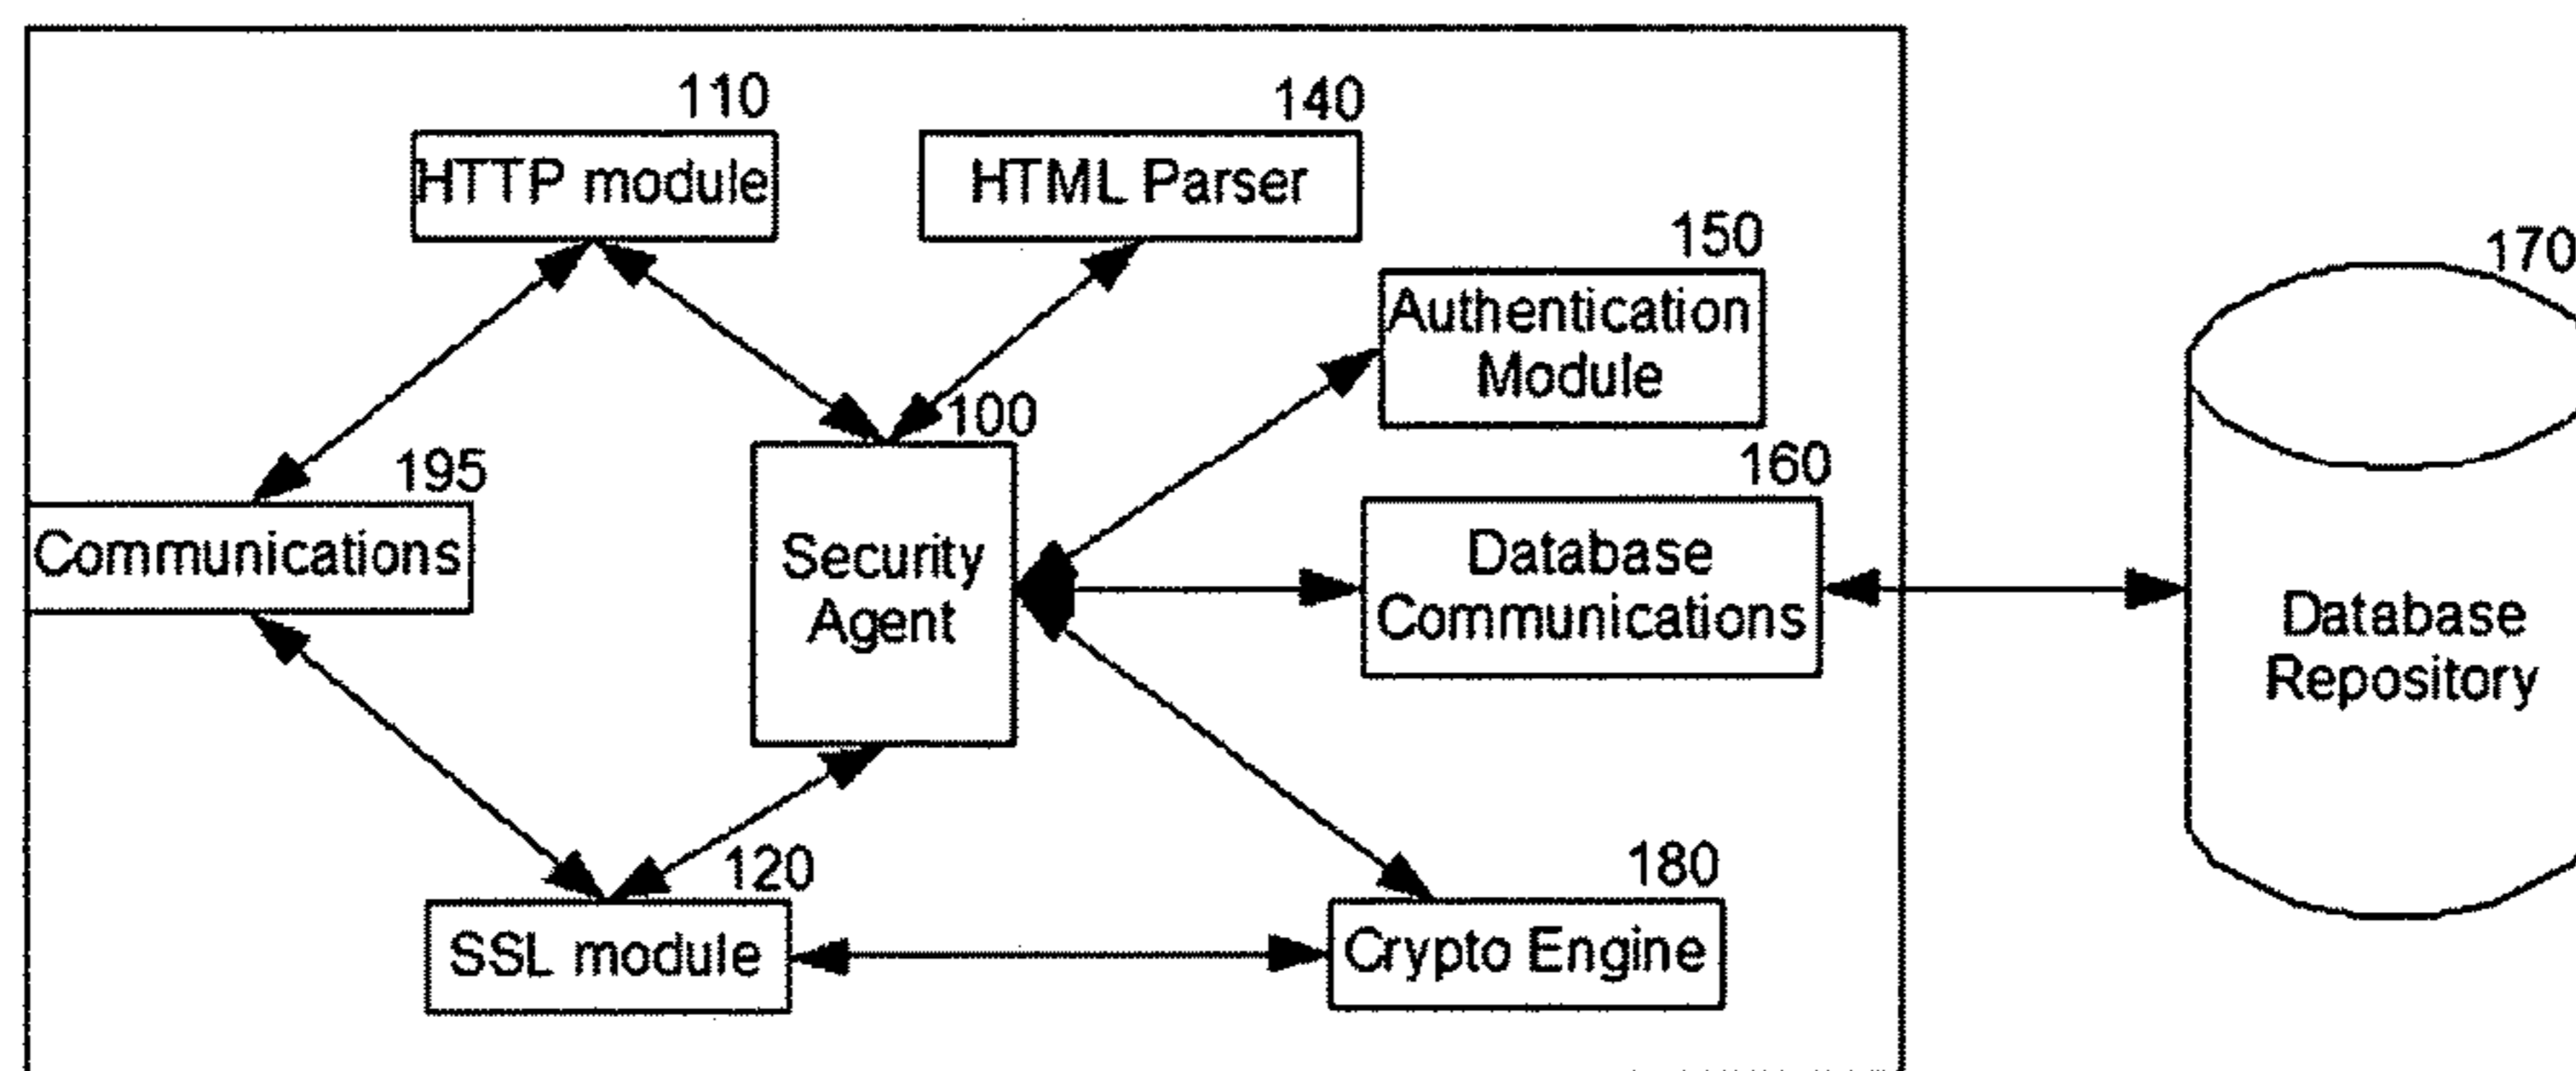 110
HTTP module
140
HTML Parser
150
Authentication
Module
170
100
Security
Agent
195
Communications
160
Database
Communications
Database
Repository
120
SSL module
180
Crypto Engine